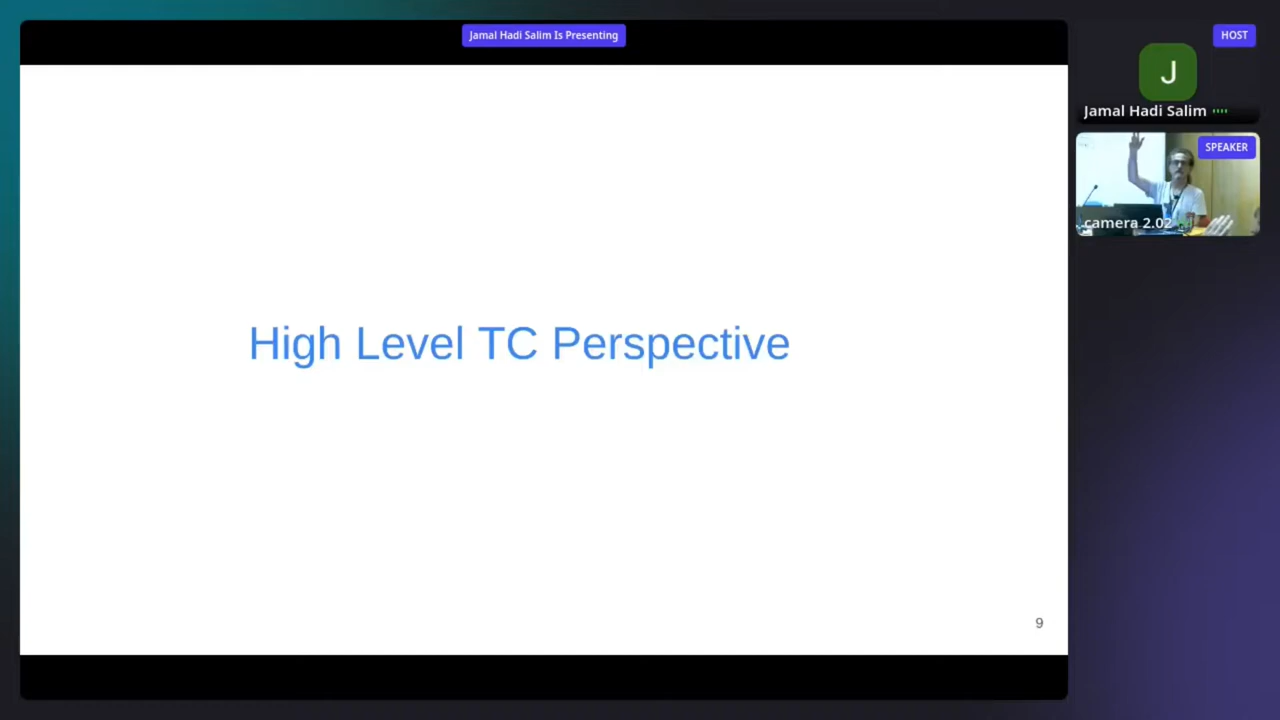 Jamal Hadi Salim Is Presenting
HOST
J
Jamal Hadi Salim
SPEAKER
camera 2.02
High Level TC Perspective
9